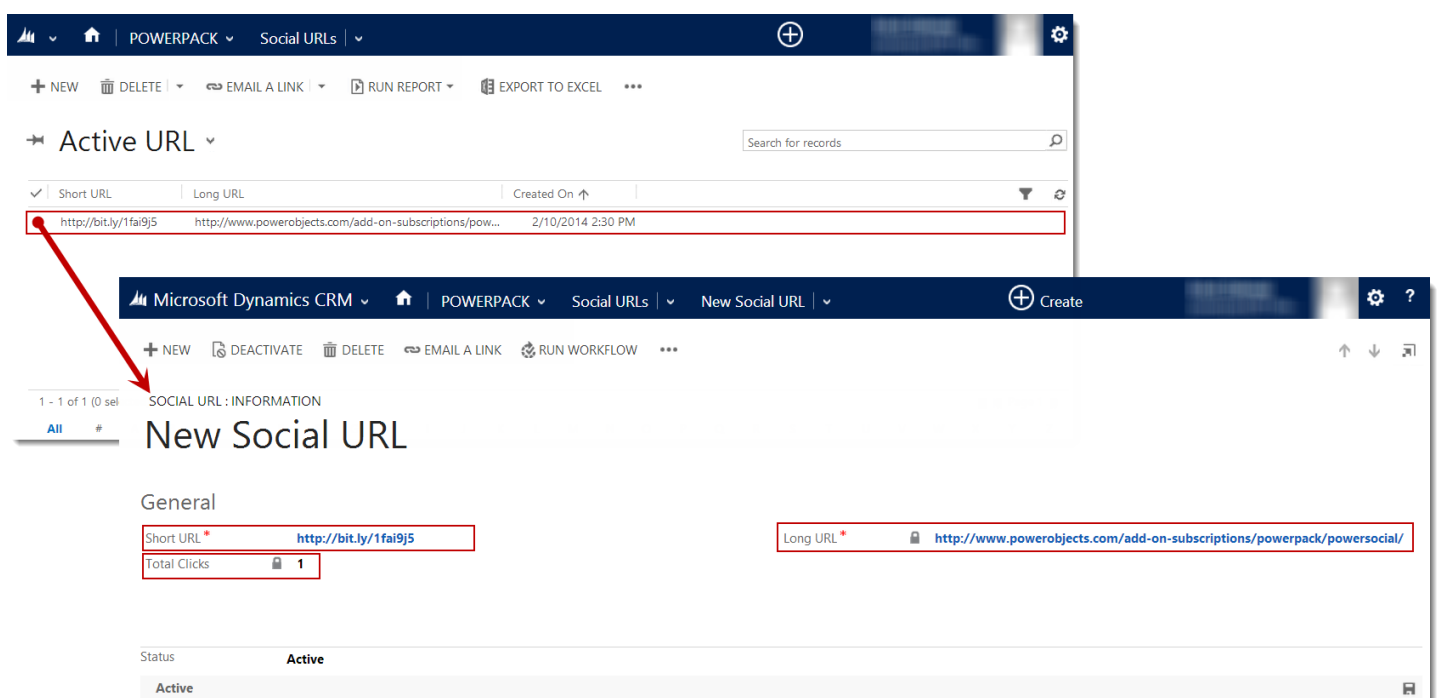 POWERPACK Social URLs
NEW DELETE EMAIL A LINK RUN REPORT EXPORT TO EXCEL •••
Active URL
Search for records
Short URL Long URL Created On
http://bit.ly/1fai9j5 http://www.powerobjects.com/add-on-subscriptions/pow... 2/10/2014 2:30 PM
1 - 1 of 1 (0 sel
All #
Microsoft Dynamics CRM POWERPACK Social URLs New Social URL Create ?
NEW DEACTIVATE DELETE EMAIL A LINK RUN WORKFLOW •••
SOCIAL URL : INFORMATION
New Social URL
General
Short URL * http://bit.ly/1fai9j5 Long URL * http://www.powerobjects.com/add-on-subscriptions/powerpack/powersocial/
Total Clicks 1
Status Active
Active